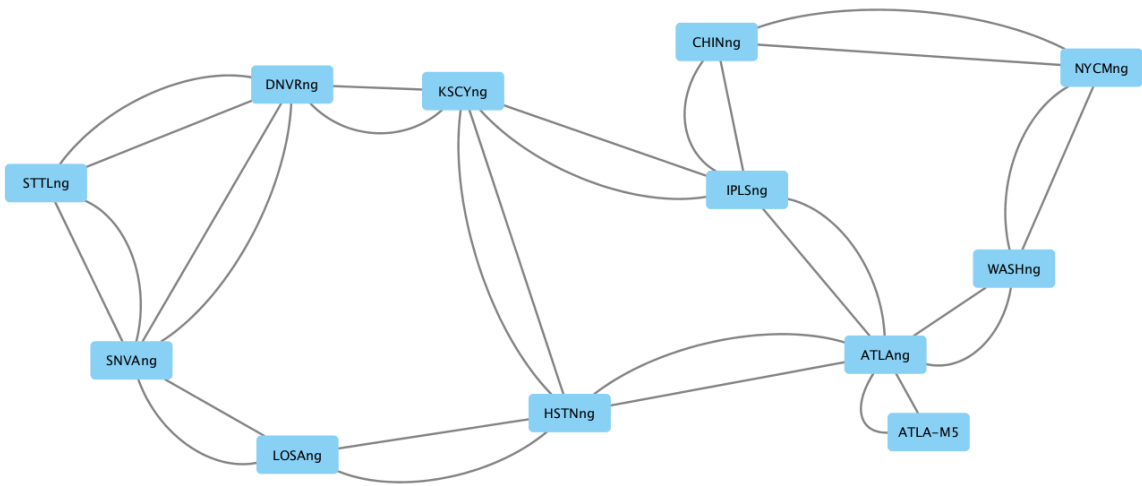 CHINng
NYCMng
DNVRng
KSCYng
STTLng
IPLSng
WASHng
SNVAng
ATLAng
HSTNng
ATLA-M5
LOSAng